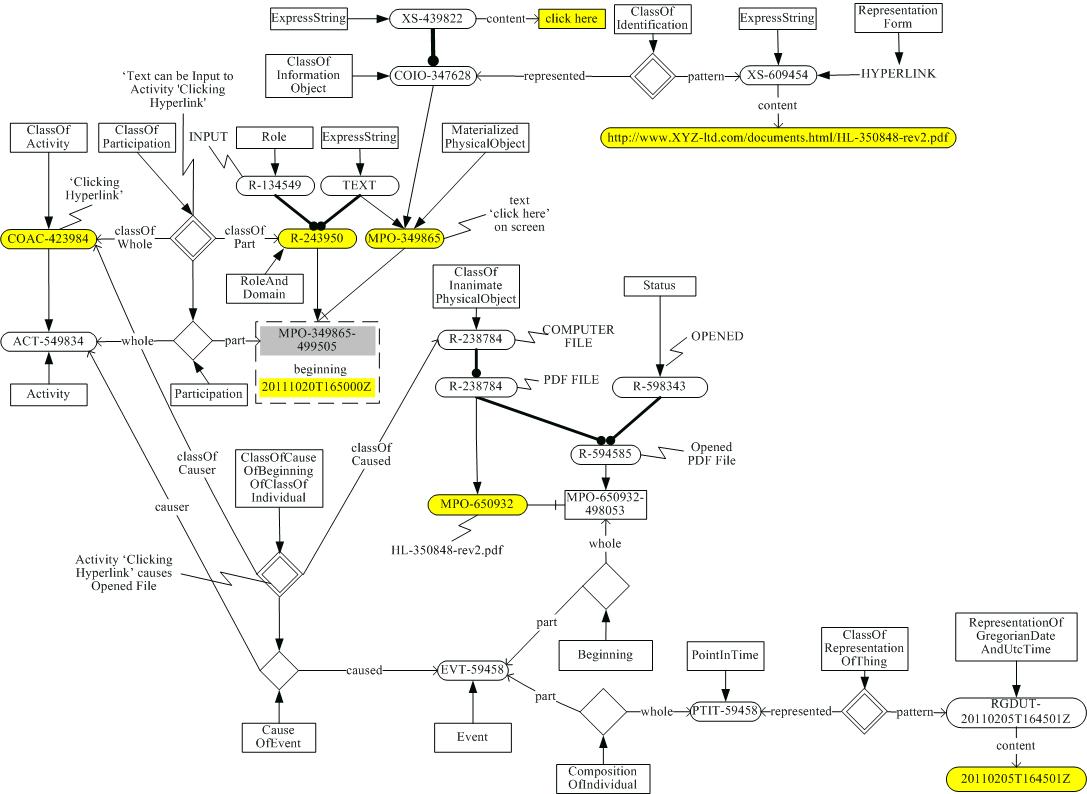 ExpressString
XS-439822
content
click here
ClassOf
Identification
ExpressString
Representation
Form
ClassOf
Information
Object
COIO-347628
represented
pattern
XS-609454
HYPERLINK
content
http://www.XYZ-ltd.com/documents.html/HL-350848-rev2.pdf
‘Text can be Input to
Activity 'Clicking
Hyperlink'
ClassOf
Activity
ClassOf
Participation
INPUT
Role
ExpressString
Materialized
PhysicalObject
‘Clicking
Hyperlink’
R-134549
TEXT
text
‘click here’
on screen
COAC-423984
classOf
Whole
classOf
Part
R-243950
MPO-349865
RoleAnd
Domain
ClassOf
Inanimate
PhysicalObject
Status
ACT-549834
whole
part
MPO-349865-
499505
beginning
20111020T165000Z
R-238784
COMPUTER
FILE
OPENED
Activity
Participation
R-238784
PDF FILE
R-598343
classOf
Causer
ClassOfCause
OfBeginning
OfClassOf
Individual
classOf
Caused
R-594585
Opened
PDF File
causer
MPO-650932
MPO-650932-
498053
HL-350848-rev2.pdf
whole
Activity ‘Clicking
Hyperlink’ causes
Opened File
part
Beginning
PointInTime
ClassOf
Representation
OfThing
RepresentationOf
GregorianDate
AndUtcTime
caused
EVT-59458
part
whole
PTIT-59458
represented
pattern
RGDUT-
20110205T164501Z
Cause
OfEvent
Event
Composition
OfIndividual
content
20110205T164501Z